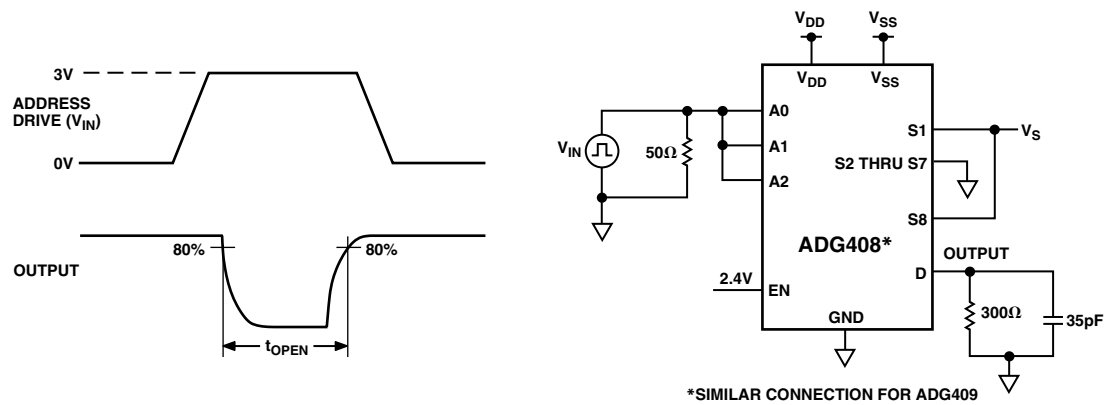 3V
ADDRESS
DRIVE (VIN)
0V
80%
80%
OUTPUT
tOPEN
VDD
VSS
VDD
VSS
A0
A1
A2
VIN
50Ω
S1
VS
S2 THRU S7
S8
ADG408*
OUTPUT
D
2.4V
EN
GND
300Ω
35pF
*SIMILAR CONNECTION FOR ADG409